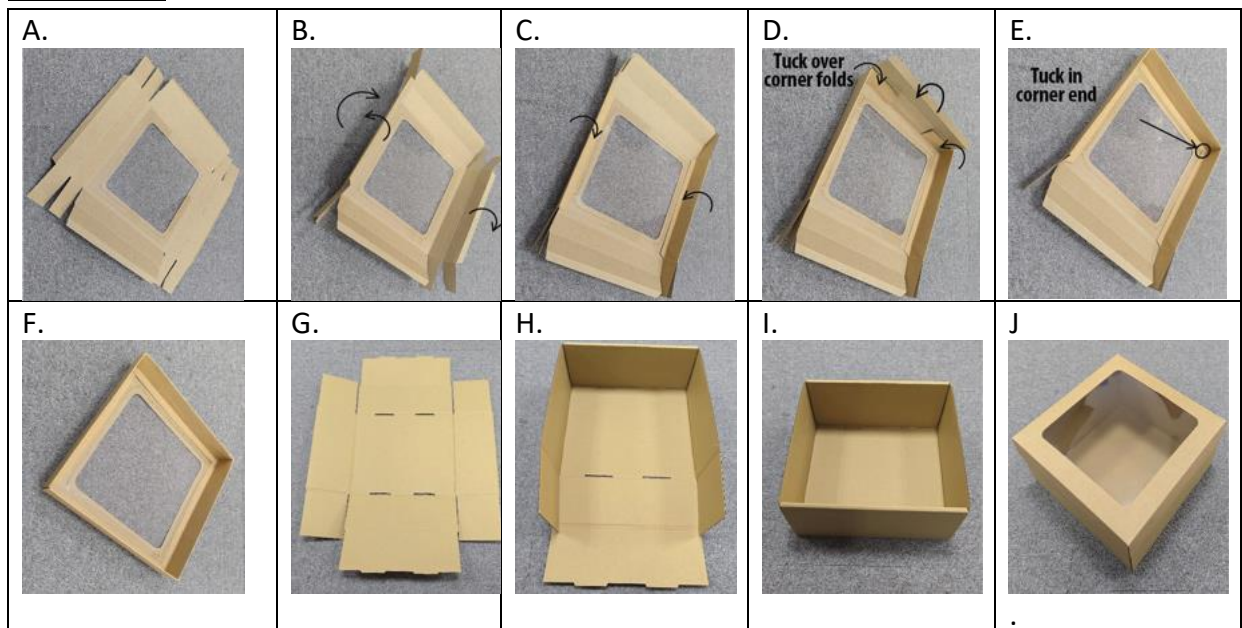 A.
B.
C.
D.
E.
Tuck over
corner folds
Tuck in
corner end
F.
G.
H.
I.
J
.